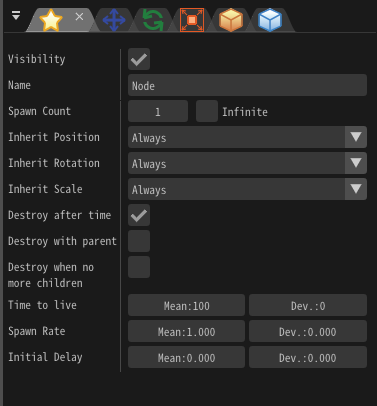 Visibility
Name Node
Spawn Count 1 Infinite
Inherit Position Always
Inherit Rotation Always
Inherit Scale Always
Destroy after time
Destroy with parent
Destroy when no
more children
Time to live Mean:100 Dev.:0
Spawn Rate Mean:1.000 Dev.:0.000
Initial Delay Mean:0.000 Dev.:0.000